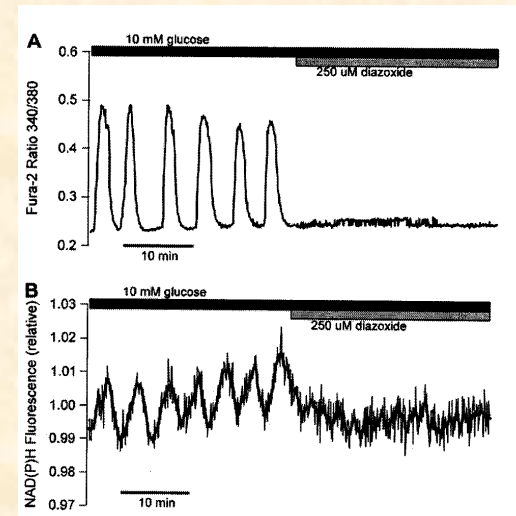 A
10 mM glucose
250 uM diazoxide
Fura-2 Ratio 340/380
0.6
0.5
0.4
0.3
0.2
10 min
B
10 mM glucose
250 uM diazoxide
NAD(P)H Fluorescence (relative)
1.03
1.02
1.01
1.00
0.99
0.98
0.97
10 min